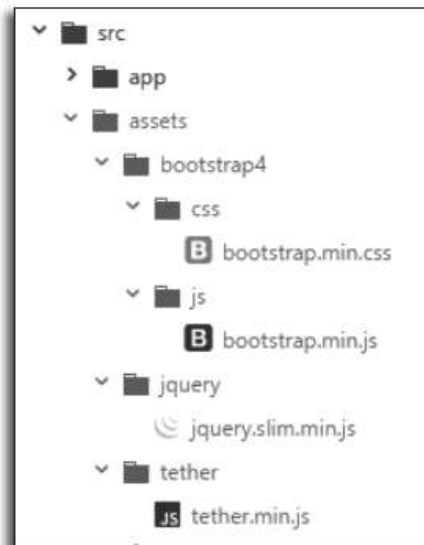 src
app
assets
bootstrap4
css
B bootstrap.min.css
js
B bootstrap.min.js
jquery
jquery.slim.min.js
tether
JS tether.min.js